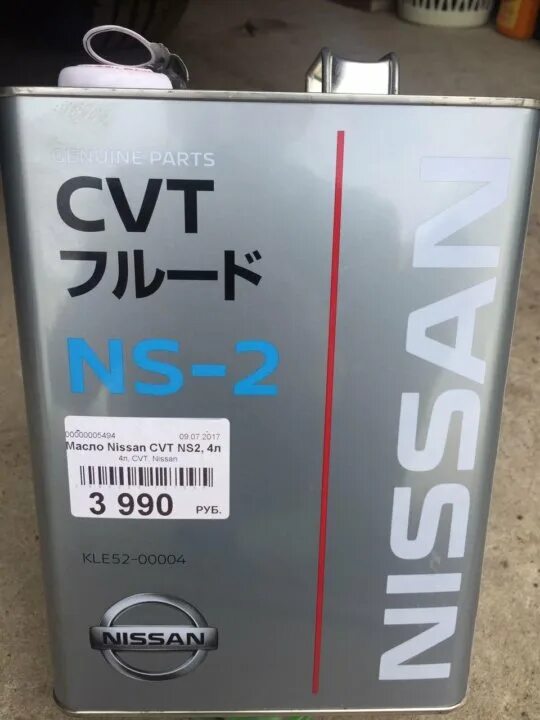 GENUINE PARTS
CVT
フルード
NS-2
00000005494 09.07.2017
Масло Nissan CVT NS2, 4л
4л, CVT, Nissan
3 990 РУБ.
KLE52-00004
NISSAN
NISSAN